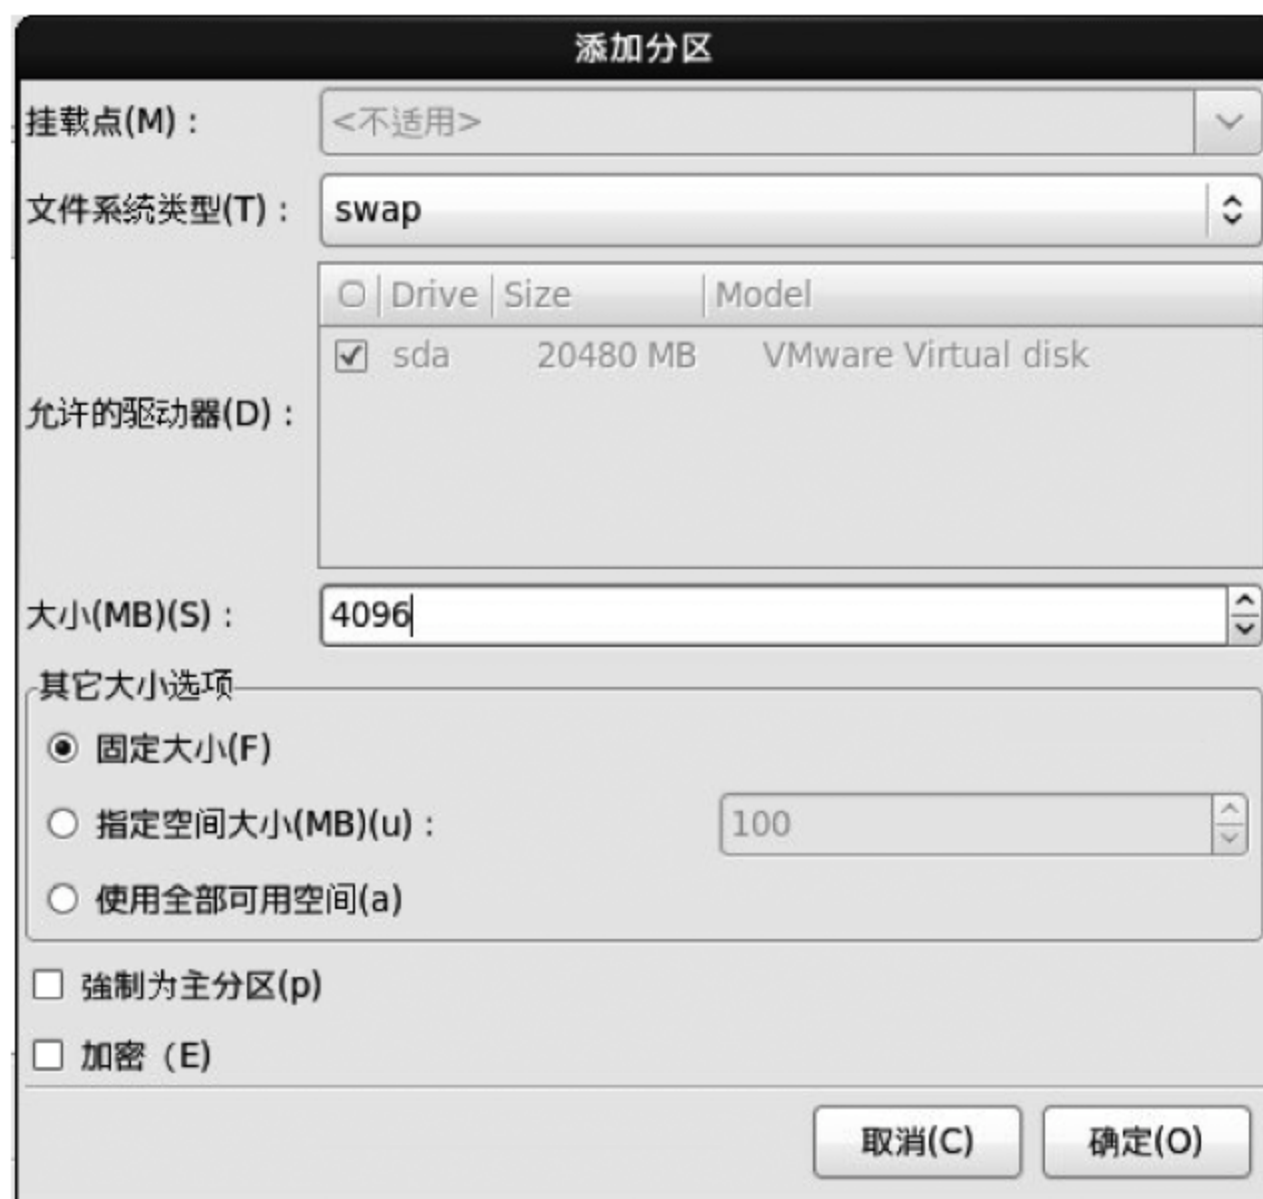 添加分区
挂载点(M)：<不适用>
文件系统类型(T)：swap
Drive Size Model
sda 20480 MB VMware Virtual disk
允许的驱动器(D)：
大小(MB)(S)：4096
其它大小选项
固定大小(F)
指定空间大小(MB)(u)：100
使用全部可用空间(a)
強制为主分区(p)
加密（E)
取消(C) 确定(O)